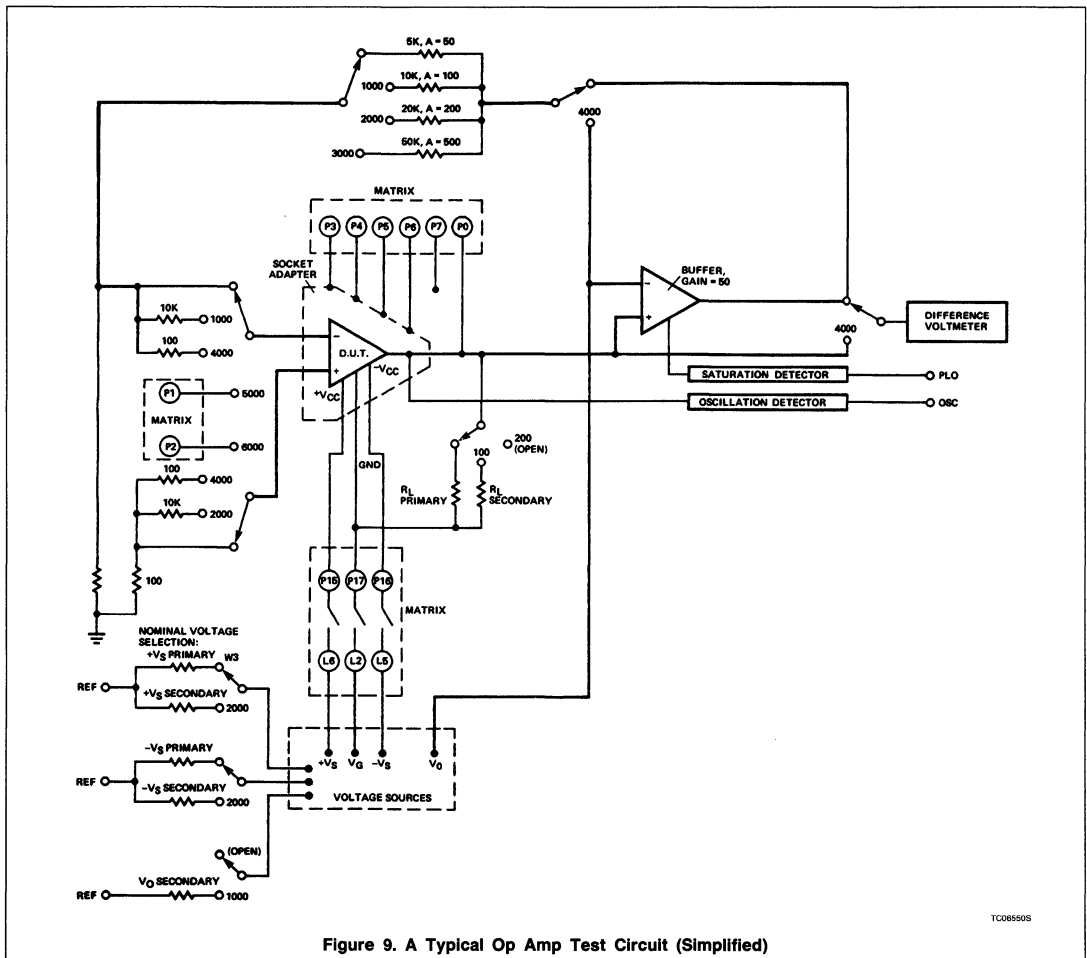 5K, A = 50
10K, A = 100
1000
20K, A = 200
2000
50K, A = 500
3000
4000
MATRIX
P3 P4 P5 P6 P7 P0
SOCKET
ADAPTER
BUFFER,
GAIN = 50
−
+
DIFFERENCE
VOLTMETER
4000
10K
1000
100
4000
−
D.U.T.
+
−VCC
+VCC
SATURATION DETECTOR
PLO
OSCILLATION DETECTOR
OSC
P1
5000
MATRIX
P2
6000
100
4000
10K
2000
100
GND
200
(OPEN)
100
RL
PRIMARY
RL
SECONDARY
P15 P17 P16
MATRIX
L6 L2 L5
NOMINAL VOLTAGE
SELECTION:
+VS PRIMARY
W3
REF
+VS SECONDARY
2000
−VS PRIMARY
REF
−VS SECONDARY
2000
+VS VG −VS VO
VOLTAGE SOURCES
(OPEN)
VO SECONDARY
REF
1000
TC06550S
Figure 9. A Typical Op Amp Test Circuit (Simplified)